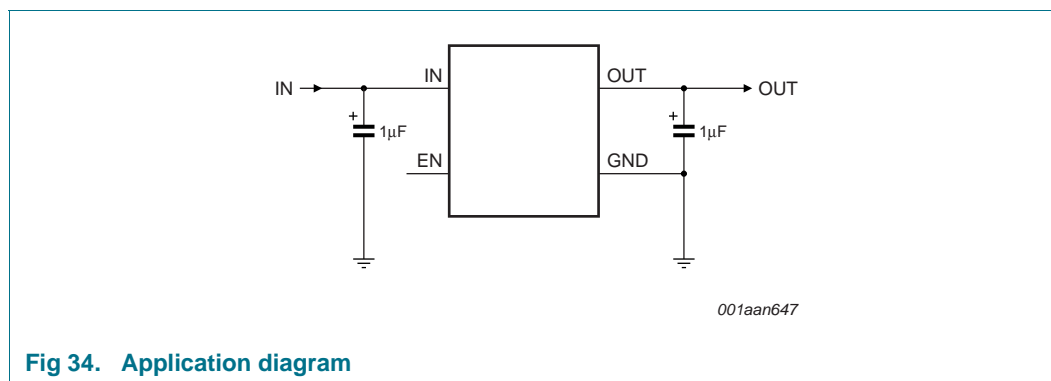 IN
IN
OUT
OUT
+
1μF
+
1μF
EN
GND
001aan647
Fig 34. Application diagram